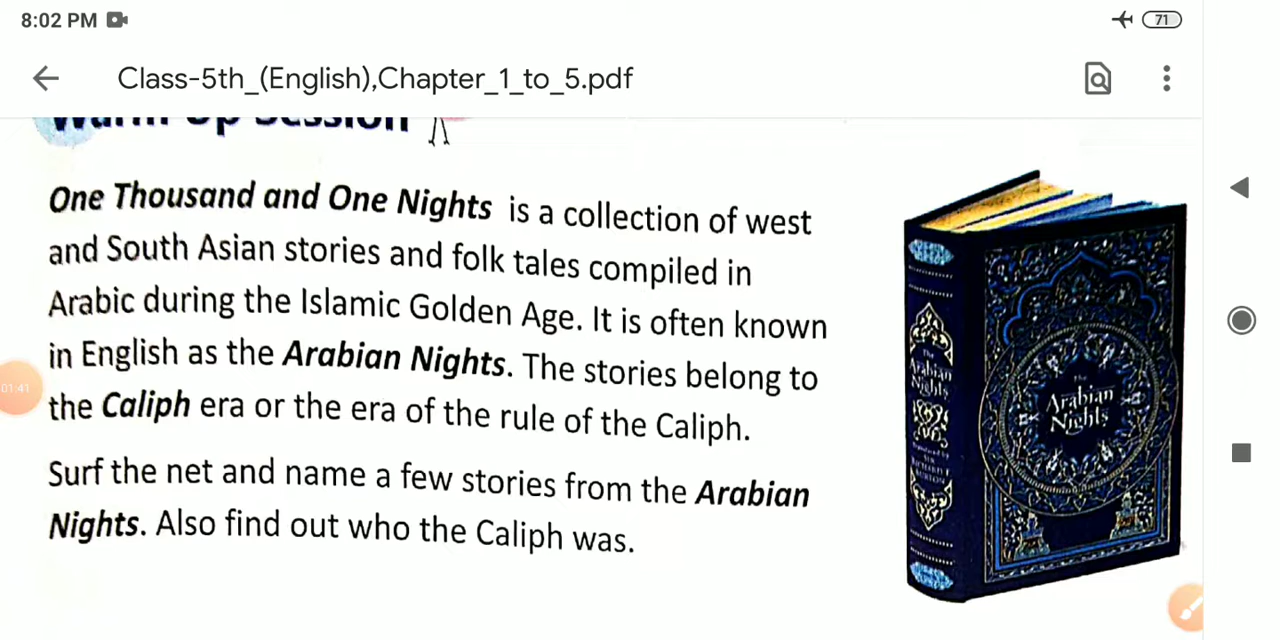 8:02 PM
71
Class-5th_(English),Chapter_1_to_5.pdf
Warm Up Session
One Thousand and One Nights is a collection of west
and South Asian stories and folk tales compiled in
Arabic during the Islamic Golden Age. It is often known
in English as the Arabian Nights. The stories belong to
the Caliph era or the era of the rule of the Caliph.
Surf the net and name a few stories from the Arabian
Nights. Also find out who the Caliph was.
01:41
The
Arabian
Nights
The
Arabian
Nights